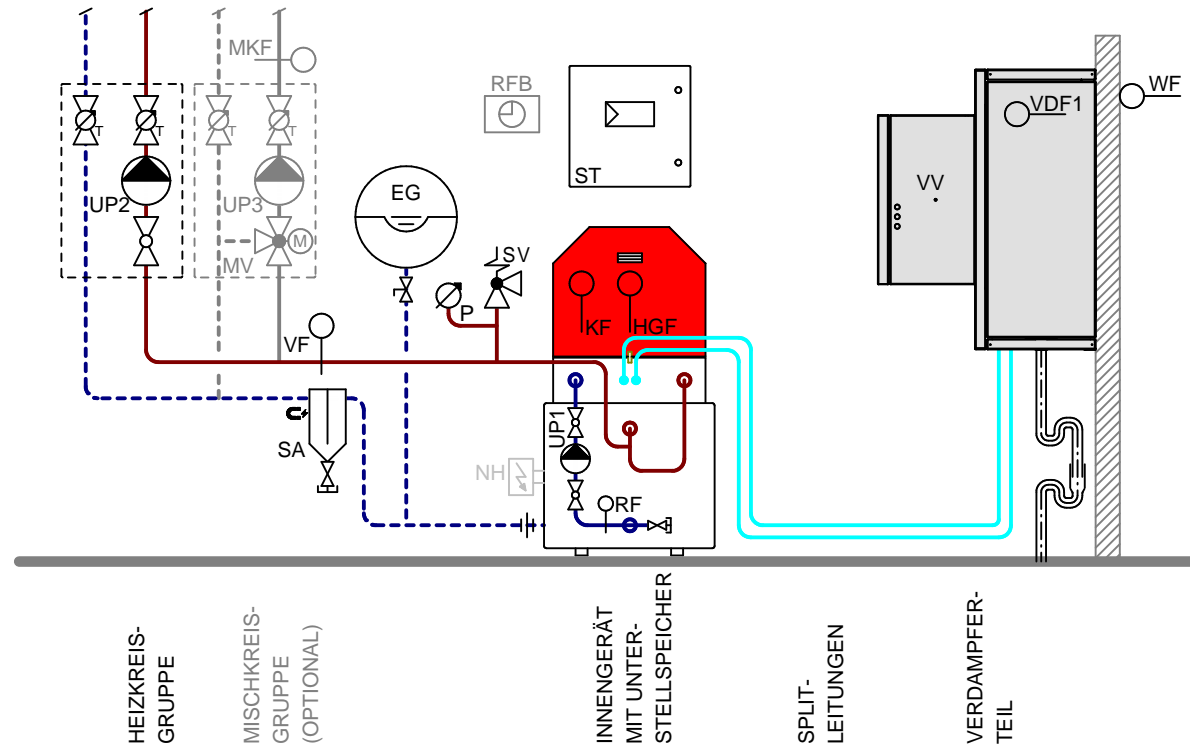 MKF
RFB
WF
VDF1
T
T
T
T
ST
EG
VV
UP2
UP3
M
MV
SV
P
KF
HGF
VF
UP1
SA
NH
RF
HEIZKREIS-
GRUPPE
MISCHKREIS-
GRUPPE
(OPTIONAL)
INNENGERÄT
MIT UNTER-
STELLSPEICHER
SPLIT-
LEITUNGEN
VERDAMPFER-
TEIL